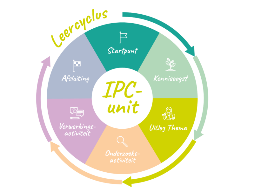 Leercyclus
Startpunt
Kennisoogst
Uitleg Thema
Onderzoeks
activiteit
Verwerkings
activiteit
Afsluiting
IPC-
unit